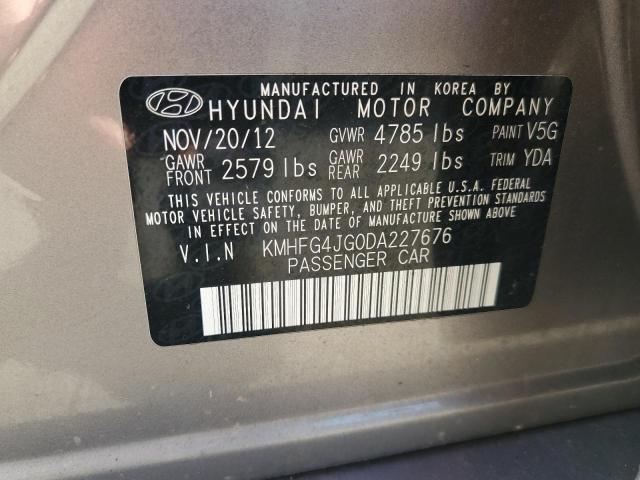 MANUFACTURED IN KOREA BY
HYUNDAI MOTOR COMPANY
NOV/20/12 GVWR 4785 lbs PAINT V5G
GAWR FRONT 2579 lbs GAWR REAR 2249 lbs TRIM YDA
THIS VEHICLE CONFORMS TO ALL APPLICABLE U.S.A. FEDERAL
MOTOR VEHICLE SAFETY, BUMPER, AND THEFT PREVENTION STANDARDS
IN EFFECT ON THE DATE OF MANUFACTURE SHOWN ABOVE
V.I.N KMHFG4JG0DA227676
PASSENGER CAR